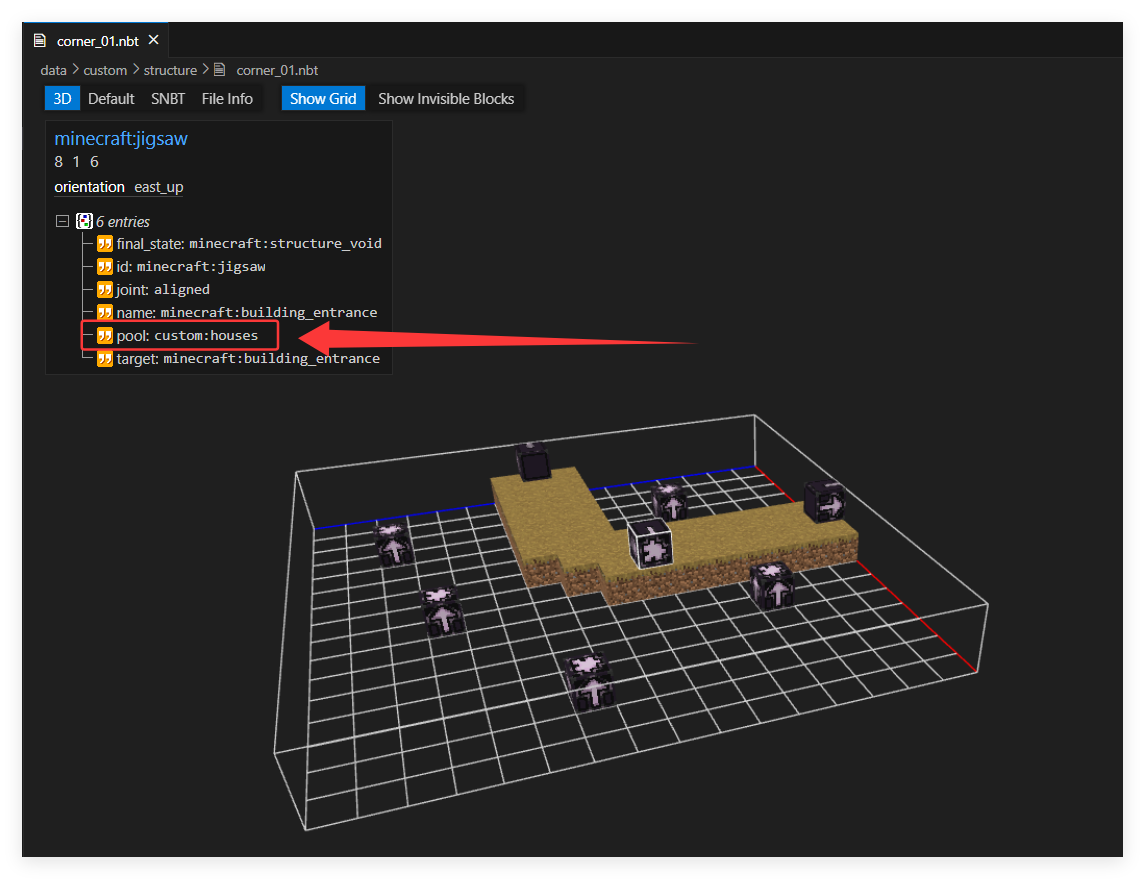 corner_01.nbt
data > custom > structure > corner_01.nbt
3D Default SNBT File Info Show Grid Show Invisible Blocks
minecraft:jigsaw
8 1 6
orientation east_up
6 entries
final_state: minecraft:structure_void
id: minecraft:jigsaw
joint: aligned
name: minecraft:building_entrance
pool: custom:houses
target: minecraft:building_entrance